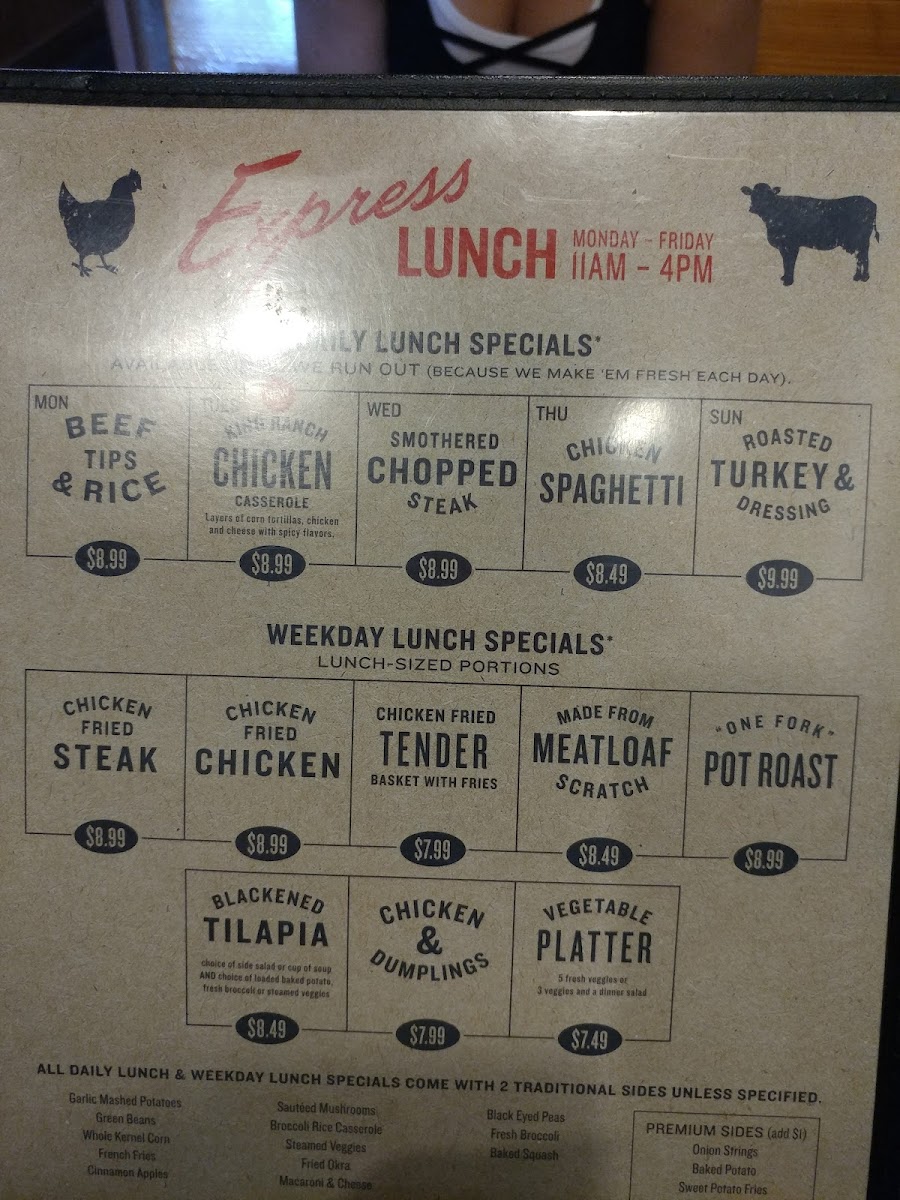 Express
LUNCH
MONDAY - FRIDAY
11AM - 4PM
DAILY LUNCH SPECIALS*
WE RUN OUT (BECAUSE WE MAKE 'EM FRESH EACH DAY).
MON
BEEF
TIPS
& RICE
$8.99
TUES
KING RANCH
CHICKEN
CASSEROLE
Layers of corn tortillas, chicken
and cheese with spicy flavors.
$8.99
WED
SMOTHERED
CHOPPED
STEAK
$8.99
THU
CHICKEN
SPAGHETTI
$8.49
SUN
ROASTED
TURKEY &
DRESSING
$9.99
WEEKDAY LUNCH SPECIALS*
LUNCH-SIZED PORTIONS
CHICKEN
FRIED
STEAK
$8.99
CHICKEN
FRIED
CHICKEN
$8.99
CHICKEN FRIED
TENDER
BASKET WITH FRIES
$7.99
MADE FROM
MEATLOAF
SCRATCH
$8.49
"ONE FORK"
POT ROAST
$8.99
BLACKENED
TILAPIA
choice of side salad or cup of soup
AND choice of loaded baked potato,
fresh broccoli or steamed veggies
$8.49
CHICKEN
&
DUMPLINGS
$7.99
VEGETABLE
PLATTER
5 fresh veggies or
3 veggies and a dinner salad
$7.49
ALL DAILY LUNCH & WEEKDAY LUNCH SPECIALS COME WITH 2 TRADITIONAL SIDES UNLESS SPECIFIED.
Garlic Mashed Potatoes
Green Beans
Whole Kernel Corn
French Fries
Cinnamon Apples
Sautéed Mushrooms
Broccoli Rice Casserole
Steamed Veggies
Fried Okra
Macaroni & Cheese
Black Eyed Peas
Fresh Broccoli
Baked Squash
PREMIUM SIDES (add $1)
Onion Strings
Baked Potato
Sweet Potato Fries